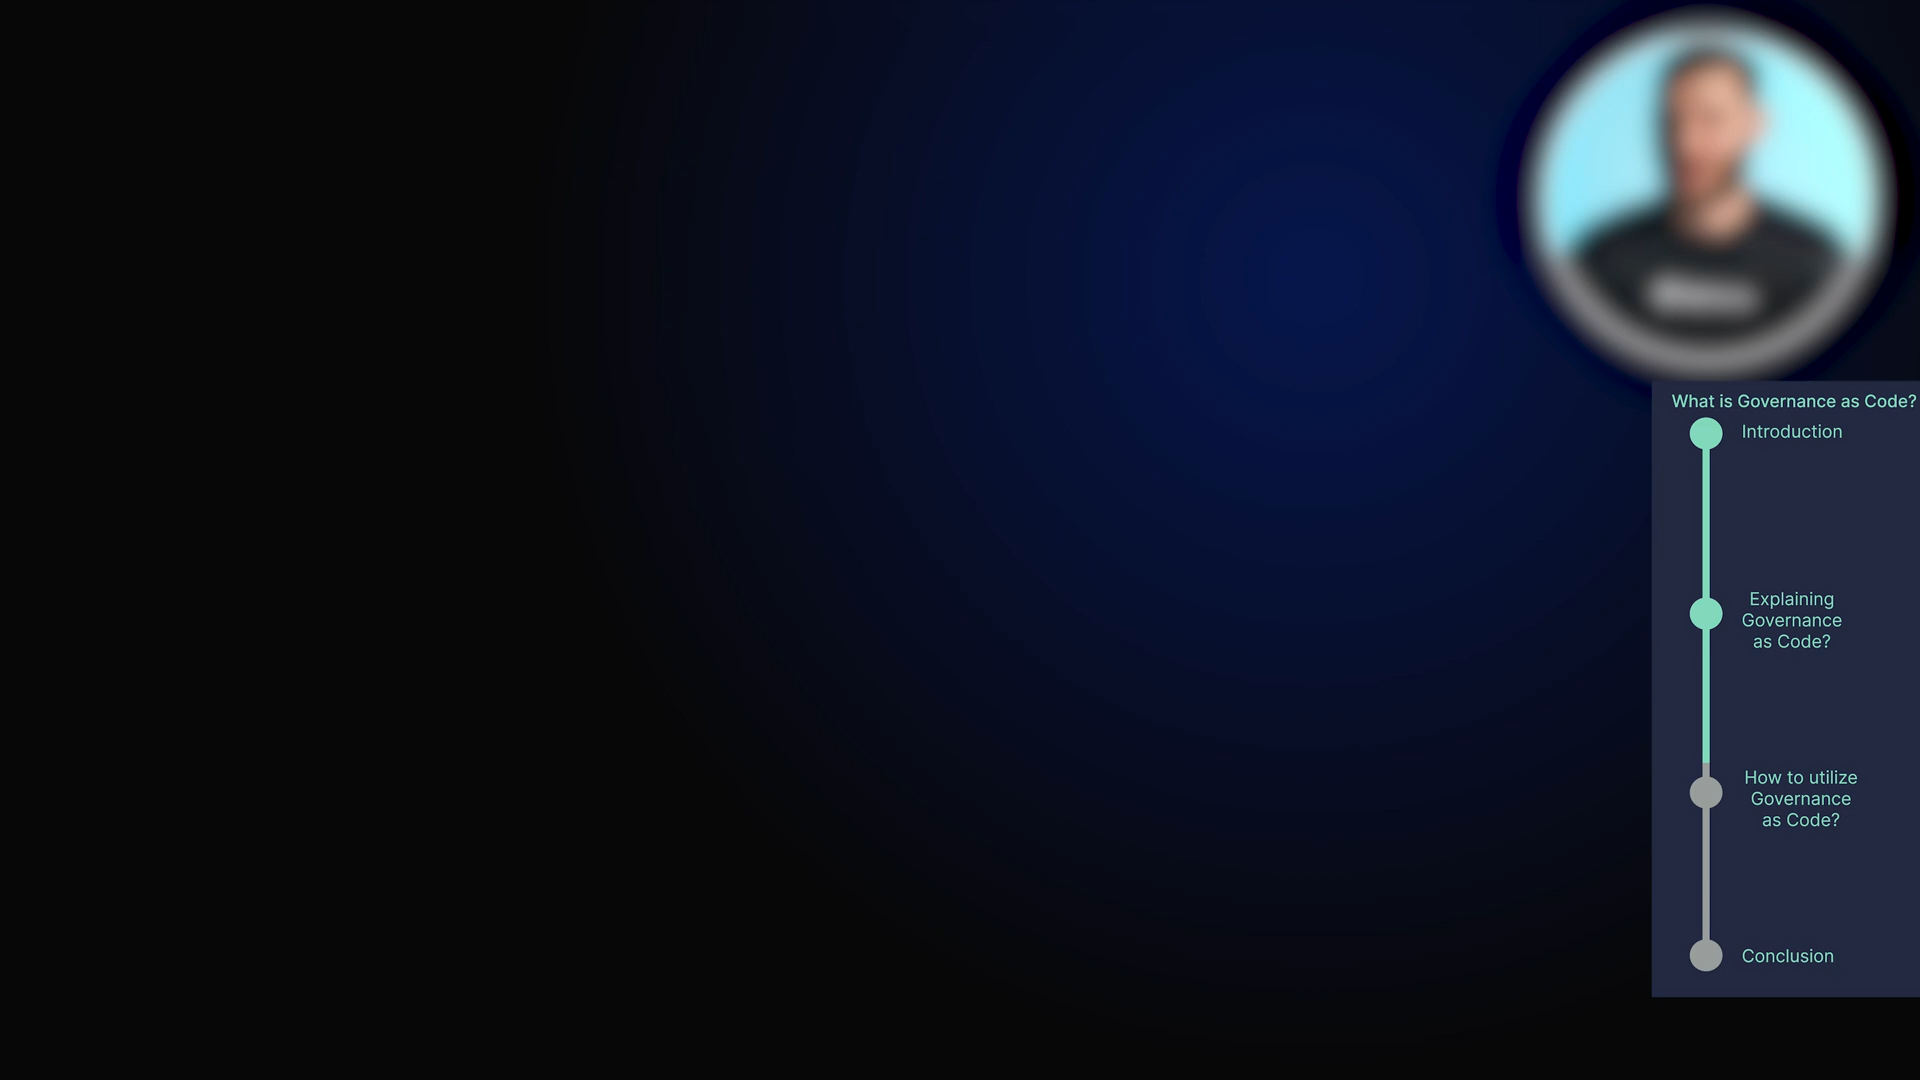 What is Governance as Code?
Introduction
Explaining
Governance
as Code?
How to utilize
Governance
as Code?
Conclusion